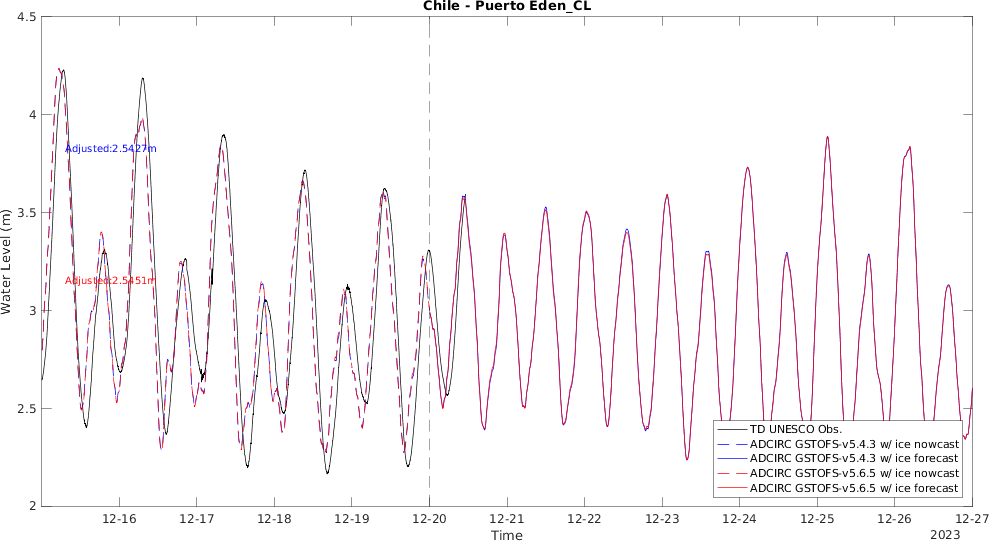 Chile - Puerto Eden_CL
4.5
4
3.5
3
2.5
2
Water Level (m)
Adjusted:2.5427m
Adjusted:2.5451m
TD UNESCO Obs.
ADCIRC GSTOFS-v5.4.3 w/ ice nowcast
ADCIRC GSTOFS-v5.4.3 w/ ice forecast
ADCIRC GSTOFS-v5.6.5 w/ ice nowcast
ADCIRC GSTOFS-v5.6.5 w/ ice forecast
12-16 12-17 12-18 12-19 12-20 12-21 12-22 12-23 12-24 12-25 12-26 12-27
Time
2023